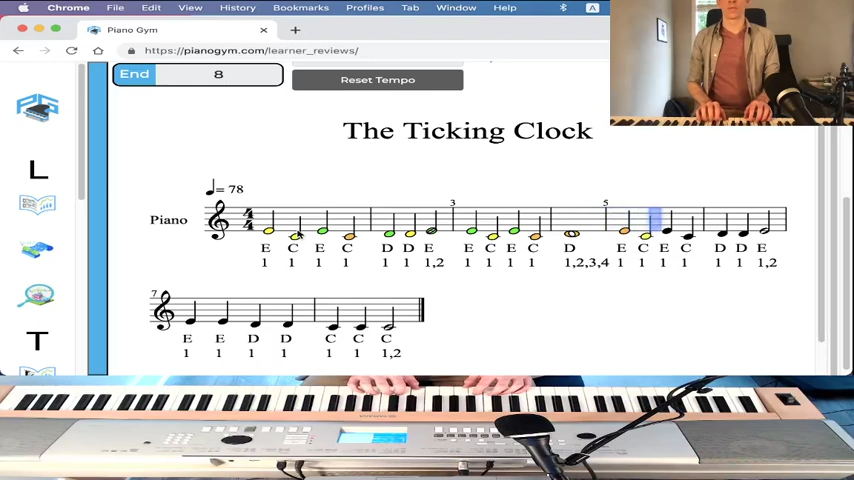 Chrome File Edit View History Bookmarks Profiles Tab Window Help A
Piano Gym
https://pianogym.com/learner_reviews/
End 8
Reset Tempo
The Ticking Clock
= 78
3 5
Piano
E C E C D D E E C E C D E C E C D D E
1 1 1 1 1 1 1,2 1 1 1 1 1,2,3,4 1 1 1 1 1 1 1,2
L
7
E E D D C C C
1 1 1 1 1 1 1,2
T